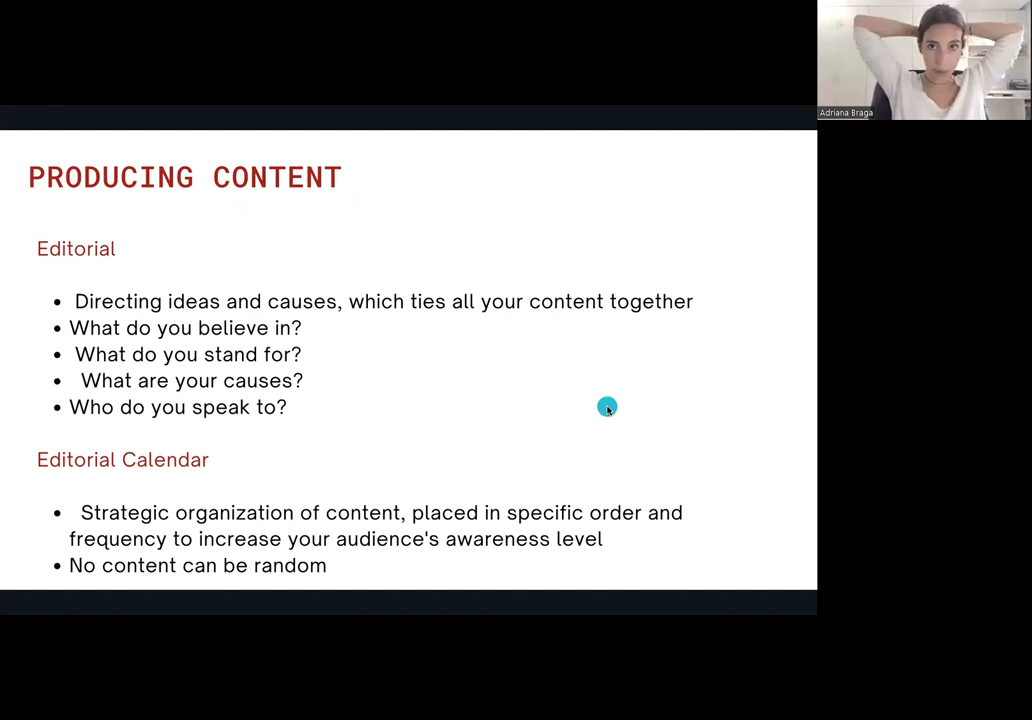 Adriana Braga
PRODUCING CONTENT
Editorial
• Directing ideas and causes, which ties all your content together
• What do you believe in?
• What do you stand for?
• What are your causes?
• Who do you speak to?
Editorial Calendar
• Strategic organization of content, placed in specific order and
frequency to increase your audience's awareness level
• No content can be random